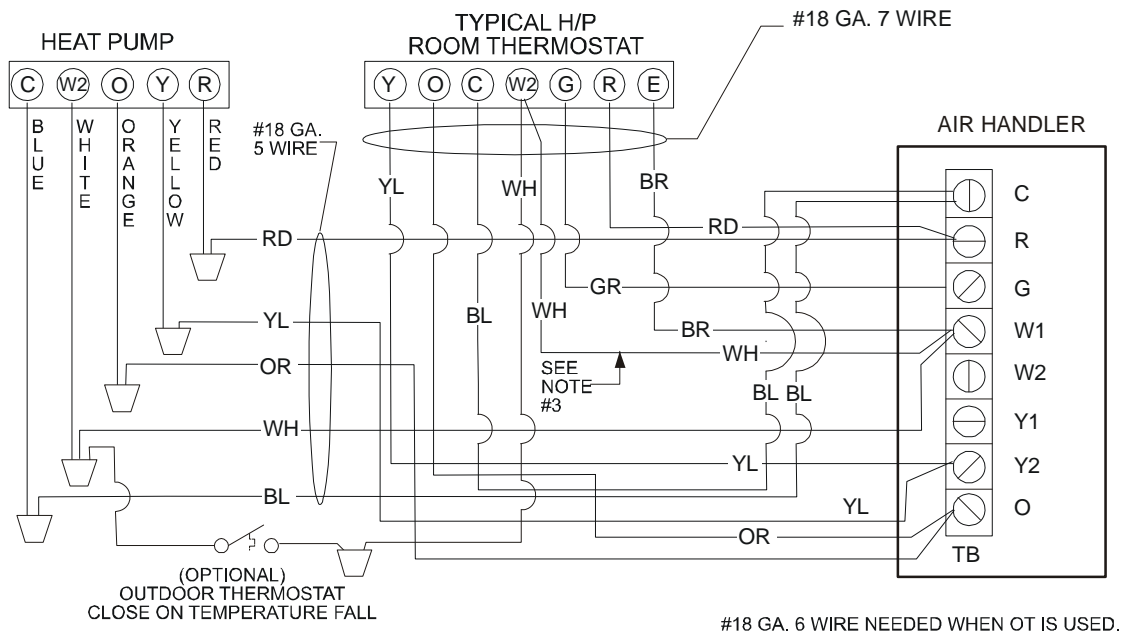 HEAT PUMP
C W2 O Y R
BLUE
WHITE
ORANGE
YELLOW
RED
TYPICAL H/P
ROOM THERMOSTAT
Y O C W2 G R E
#18 GA. 7 WIRE
#18 GA.
5 WIRE
AIR HANDLER
YL
WH
BR
RD
RD
GR
BL
WH
YL
BR
WH
OR
SEE
NOTE
#3
BL
BL
WH
YL
BL
YL
OR
C
R
G
W1
W2
Y1
Y2
O
TB
(OPTIONAL)
OUTDOOR THERMOSTAT
CLOSE ON TEMPERATURE FALL
#18 GA. 6 WIRE NEEDED WHEN OT IS USED.